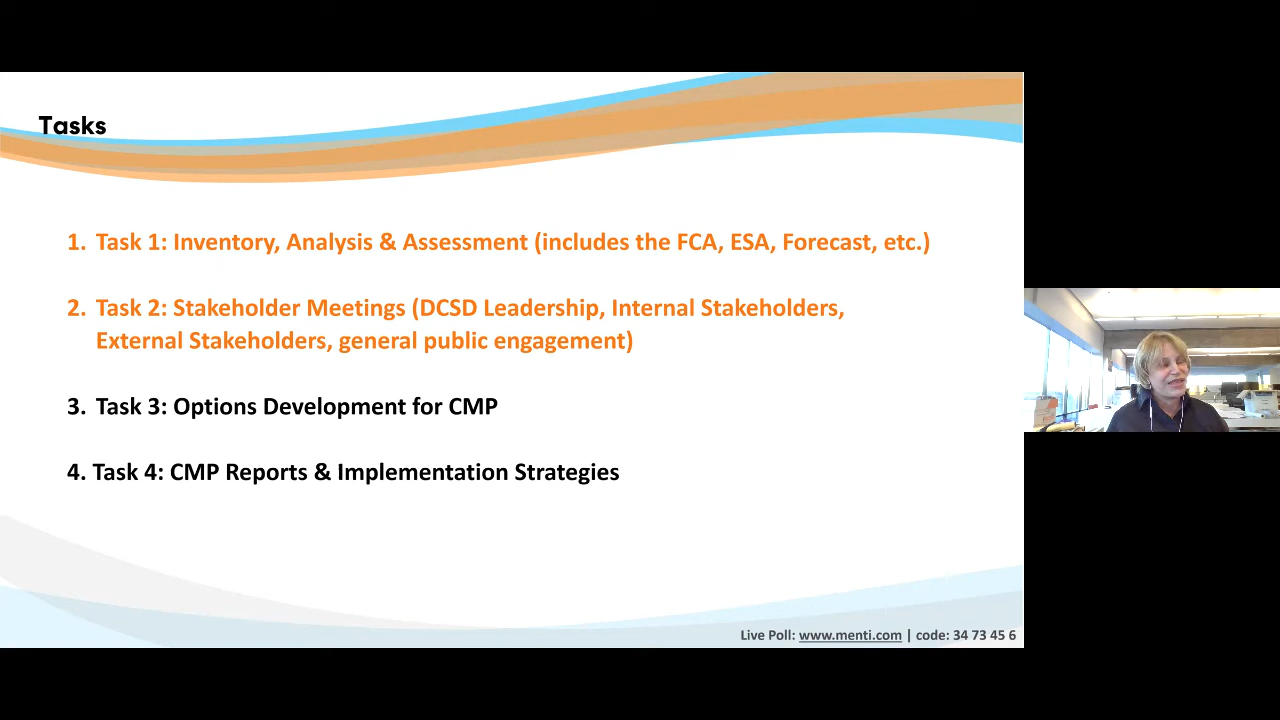 Tasks
1. Task 1: Inventory, Analysis & Assessment (includes the FCA, ESA, Forecast, etc.)
2. Task 2: Stakeholder Meetings (DCSD Leadership, Internal Stakeholders,
External Stakeholders, general public engagement)
3. Task 3: Options Development for CMP
4. Task 4: CMP Reports & Implementation Strategies
Live Poll: www.menti.com | code: 34 73 45 6